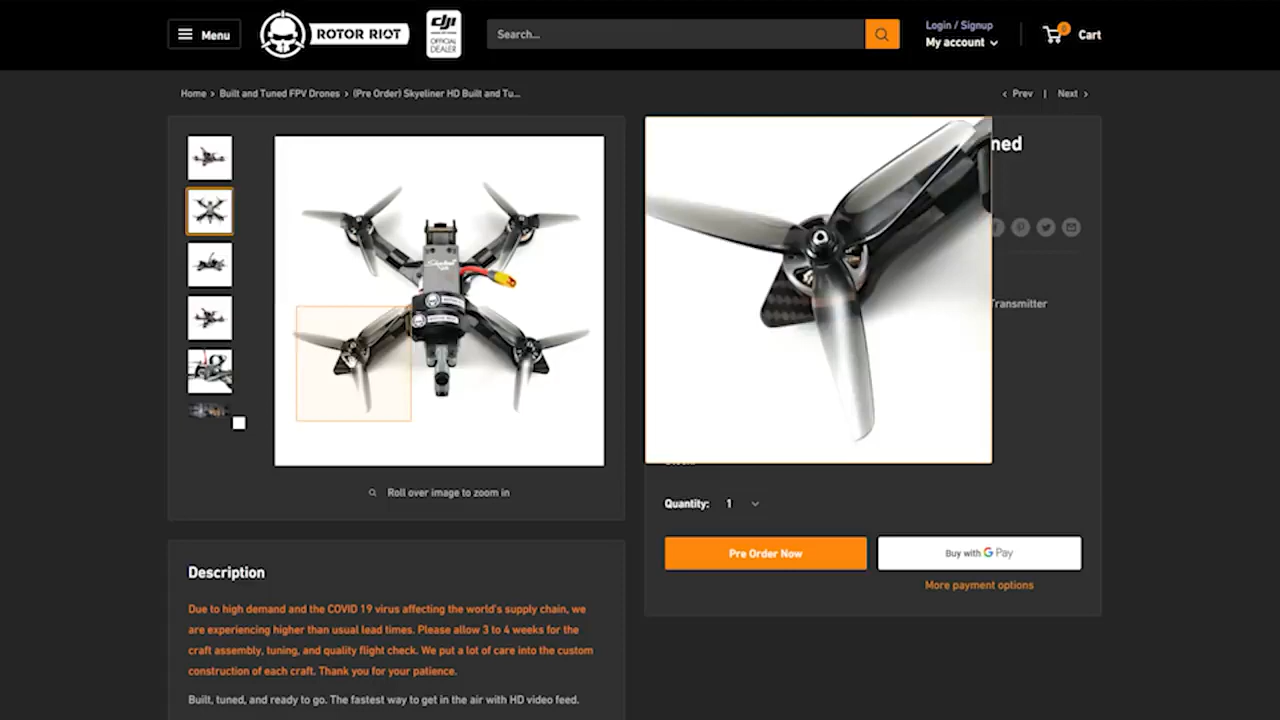 Menu
ROTOR RIOT
dji
OFFICIAL
DEALER
Search...
Login / Signup
My account
0
Cart
Home > Built and Tuned FPV Drones > (Pre Order) Skyeliner HD Built and Tu...
< Prev | Next >
ned
Transmitter
Roll over image to zoom in
Quantity: 1
Pre Order Now
Buy with G Pay
More payment options
Description
Due to high demand and the COVID 19 virus affecting the world's supply chain, we
are experiencing higher than usual lead times. Please allow 3 to 4 weeks for the
craft assembly, tuning, and quality flight check. We put a lot of care into the custom
construction of each craft. Thank you for your patience.
Built, tuned, and ready to go. The fastest way to get in the air with HD video feed.